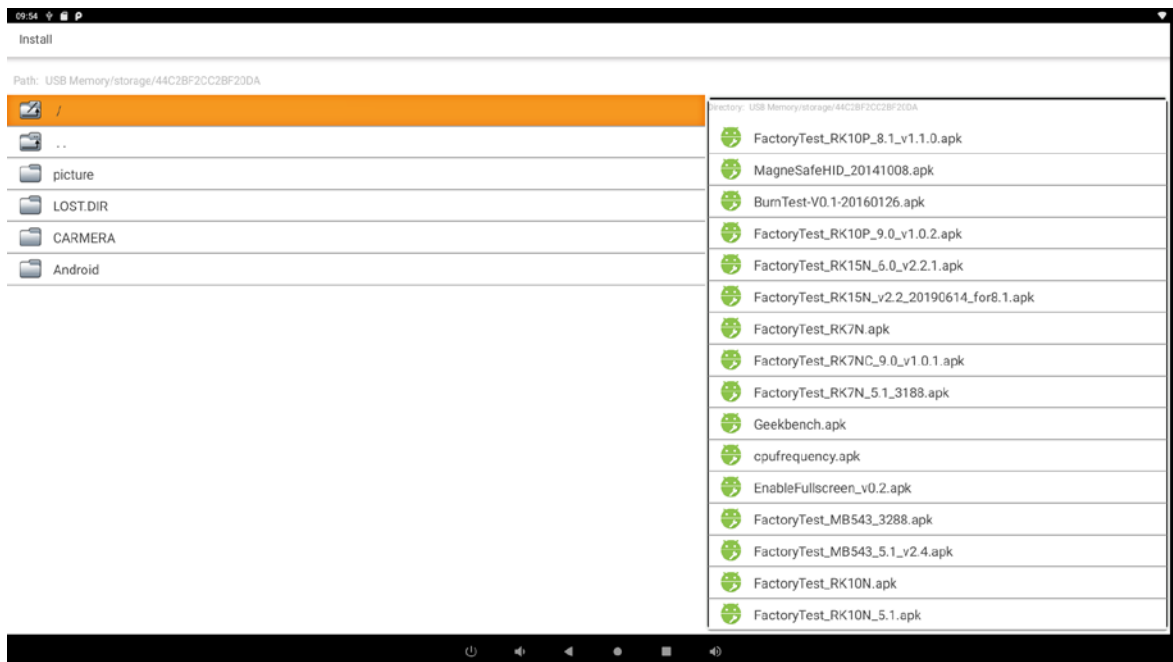 09:54
Install
Path: USB Memory/storage/44C2BF2CC2BF20DA
/
. .
picture
LOST.DIR
CARMERA
Android
Directory: USB Memory/storage/44C2BF2CC2BF20DA
FactoryTest_RK10P_8.1_v1.1.0.apk
MagneSafeHID_20141008.apk
BurnTest-V0.1-20160126.apk
FactoryTest_RK10P_9.0_v1.0.2.apk
FactoryTest_RK15N_6.0_v2.2.1.apk
FactoryTest_RK15N_v2.2_20190614_for8.1.apk
FactoryTest_RK7N.apk
FactoryTest_RK7NC_9.0_v1.0.1.apk
FactoryTest_RK7N_5.1_3188.apk
Geekbench.apk
cpufrequency.apk
EnableFullscreen_v0.2.apk
FactoryTest_MB543_3288.apk
FactoryTest_MB543_5.1_v2.4.apk
FactoryTest_RK10N.apk
FactoryTest_RK10N_5.1.apk